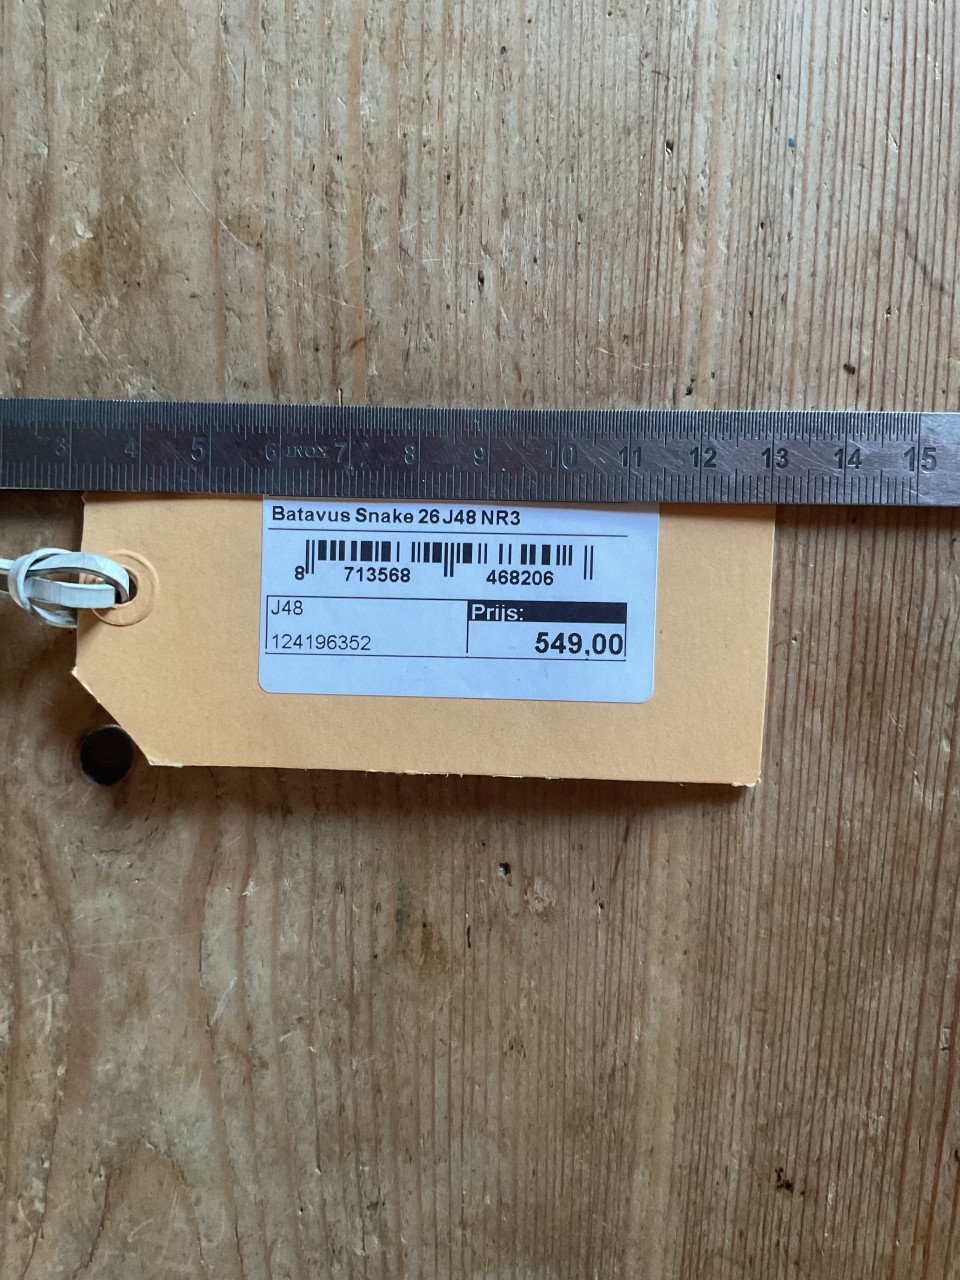 3 4 5 6 INOX 7 8 9 10 11 12 13 14 15
Batavus Snake 26 J48 NR3
8 713568 468206
J48
Prijs:
124196352
549,00